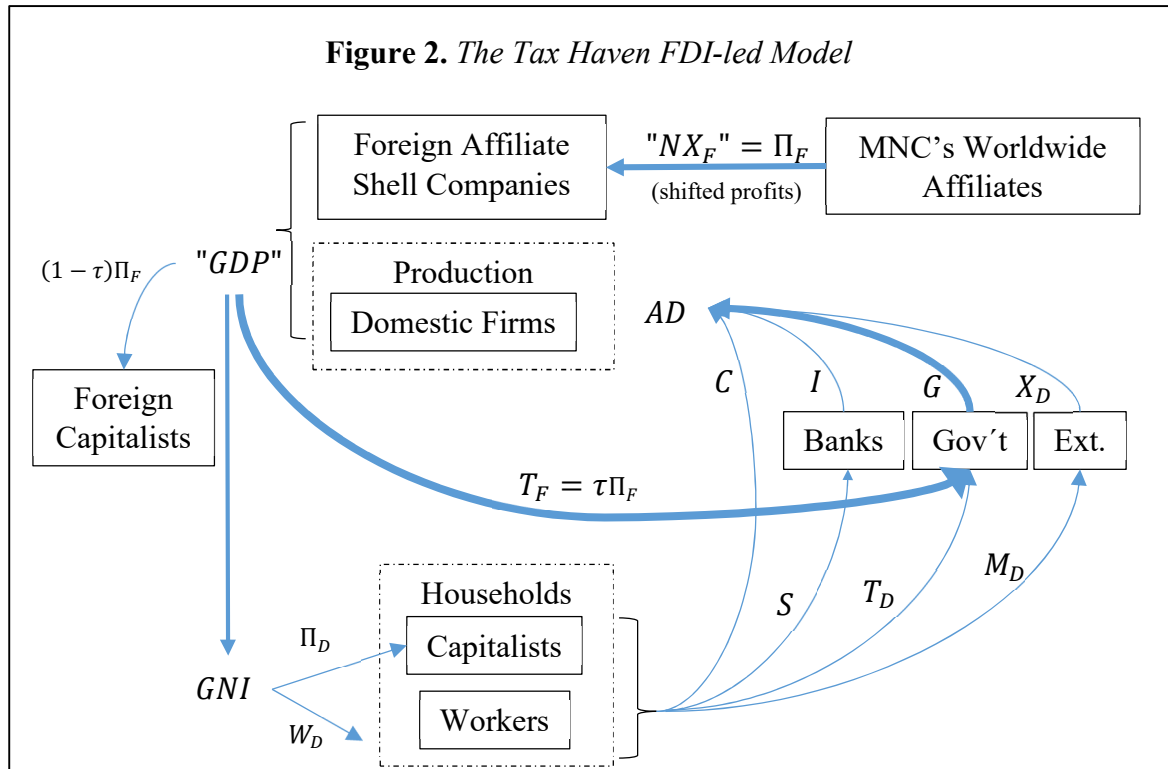 Figure 2. The Tax Haven FDI-led Model
Foreign Affiliate
Shell Companies
"NX_F" = Π_F
(shifted profits)
MNC's Worldwide
Affiliates
(1 − τ)Π_F
"GDP"
Production
Domestic Firms
AD
Foreign
Capitalists
C
I
G
X_D
Banks
Gov´t
Ext.
T_F = τΠ_F
Households
Capitalists
Workers
Π_D
GNI
W_D
S
T_D
M_D